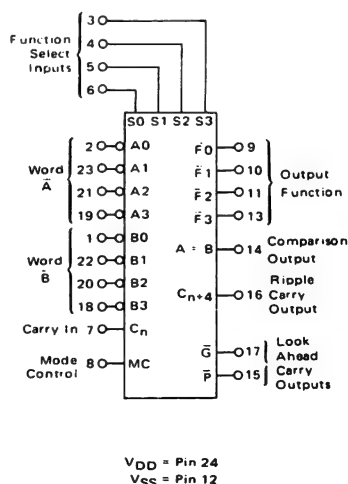 Function
Select
Inputs
3
4
5
6
S0 S1 S2 S3
Word
A
2 A0
23 A1
21 A2
19 A3
Word
B
1 B0
22 B1
20 B2
18 B3
Carry In 7 Cn
Mode
Control
8 MC
F0 9
F1 10
F2 11
F3 13
Output
Function
A = B 14
Comparison
Output
Cn+4 16
Ripple
Carry
Output
G 17
P 15
Look
Ahead
Carry
Outputs
VDD = Pin 24
VSS = Pin 12